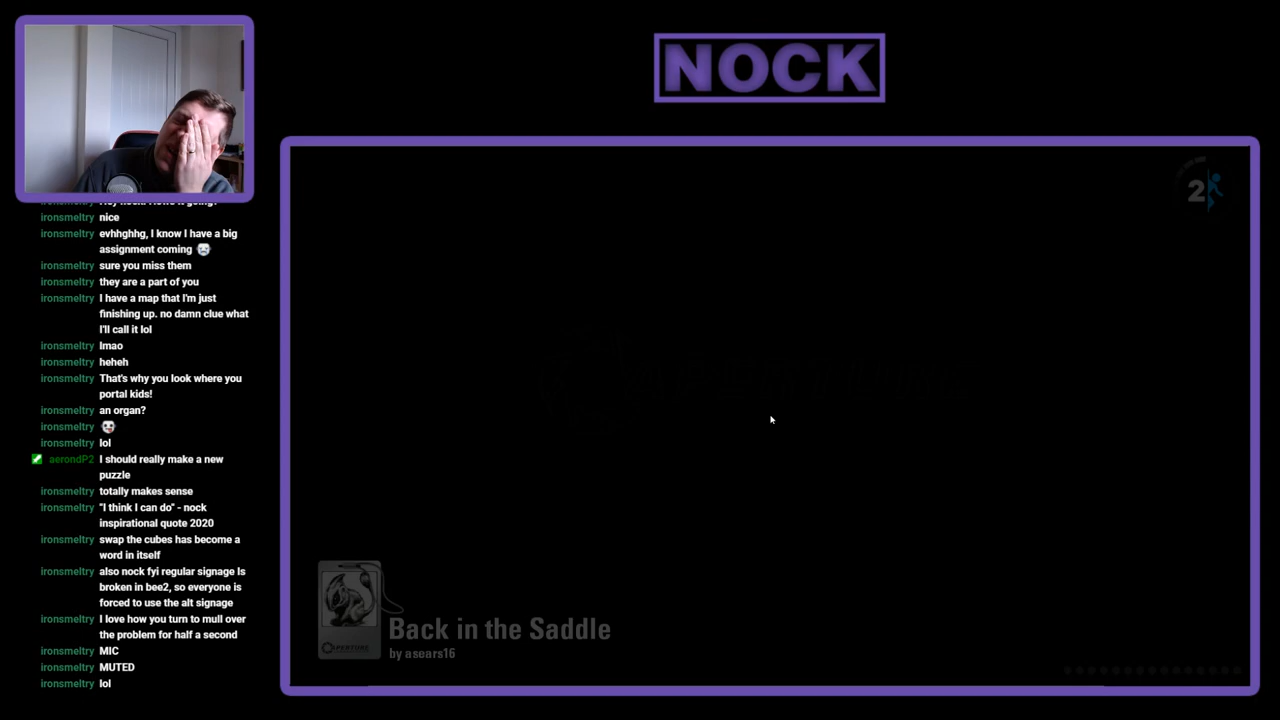 NOCK
ironsmeltry nice
ironsmeltry evhhghhg, I know I have a big
assignment coming
ironsmeltry sure you miss them
ironsmeltry they are a part of you
ironsmeltry I have a map that I'm just
finishing up. no damn clue what
I'll call it lol
ironsmeltry lmao
ironsmeltry heheh
ironsmeltry That's why you look where you
portal kids!
ironsmeltry an organ?
ironsmeltry
ironsmeltry lol
aerondP2 I should really make a new
puzzle
ironsmeltry totally makes sense
ironsmeltry "I think I can do" - nock
inspirational quote 2020
ironsmeltry swap the cubes has become a
word in itself
ironsmeltry also nock fyi regular signage Is
broken in bee2, so everyone is
forced to use the alt signage
ironsmeltry I love how you turn to mull over
the problem for half a second
ironsmeltry MIC
ironsmeltry MUTED
ironsmeltry lol
2
APERTURE
Back in the Saddle
by asears16